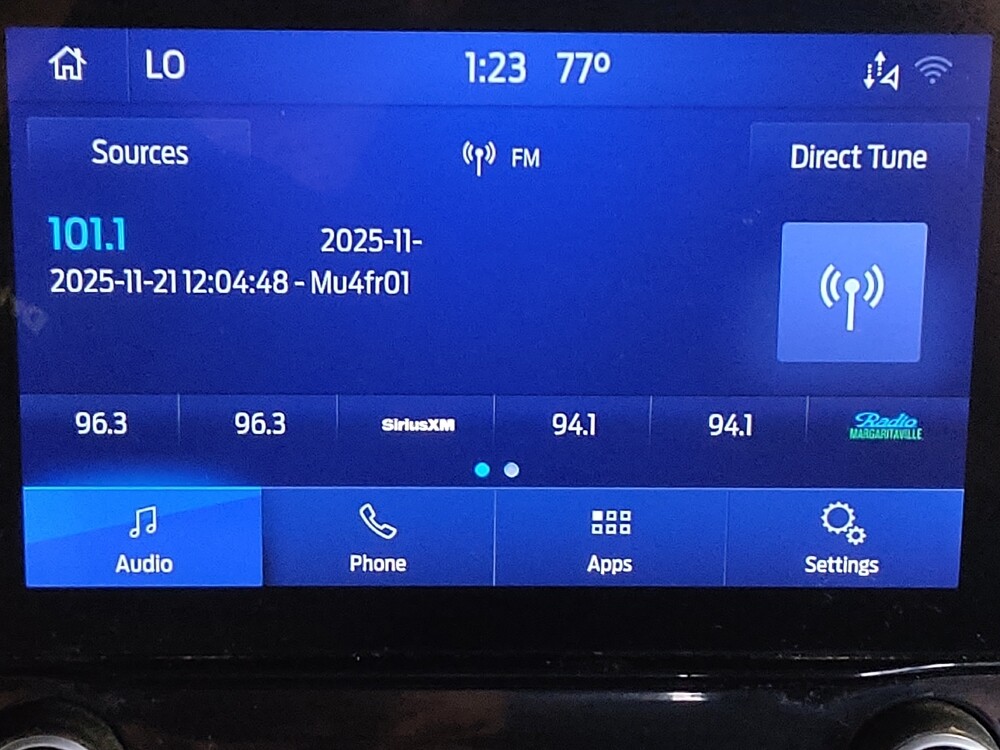 LO 1:23 77°
Sources FM Direct Tune
101.1 2025-11-
2025-11-21 12:04:48 - Mu4fr01
96.3 96.3 SiriusXM 94.1 94.1 Radio
MARGARITAVILLE
Audio Phone Apps Settings